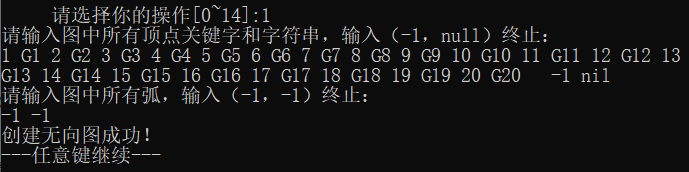 请选择你的操作[0~14]:1
请输入图中所有顶点关键字和字符串，输入（-1，null）终止：
1 G1 2 G2 3 G3 4 G4 5 G5 6 G6 7 G7 8 G8 9 G9 10 G10 11 G11 12 G12 13
G13 14 G14 15 G15 16 G16 17 G17 18 G18 19 G19 20 G20   -1 nil
请输入图中所有弧，输入（-1，-1）终止：
-1 -1
创建无向图成功！
---任意键继续---